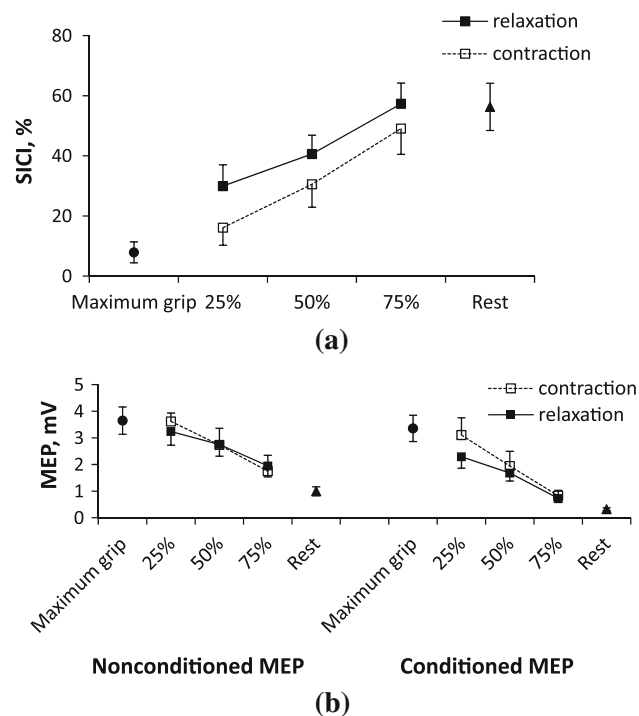 relaxation
contraction
80
60
40
20
0
SICI, %
Maximum grip 25% 50% 75% Rest
(a)
contraction
relaxation
5
4
3
2
1
0
MEP, mV
Maximum grip 25% 50% 75% Rest Maximum grip 25% 50% 75% Rest
Nonconditioned MEP Conditioned MEP
(b)